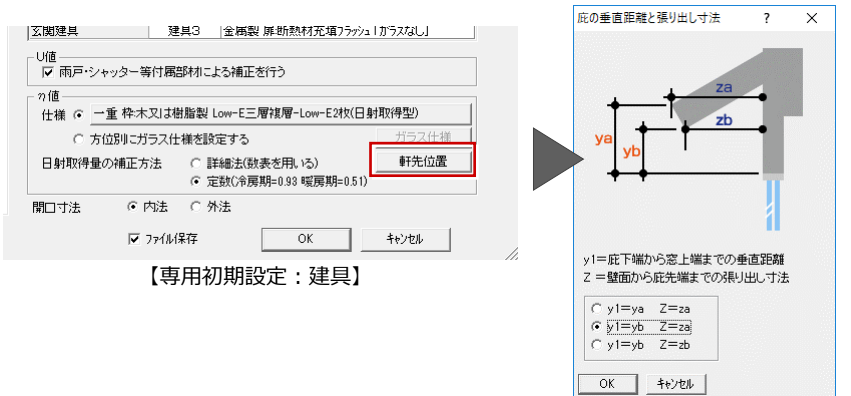 玄関建具 建具3 金属製 扉:断熱材充填フラッシュ[ガラスなし]
U値
雨戸・シャッター等付属部材による補正を行う
η値
仕様 一重 枠:木又は樹脂製 Low-E三層複層-Low-E2枚(日射取得型)
方位別にガラス仕様を設定する ガラス仕様
日射取得量の補正方法 詳細法(数表を用いる) 軒先位置
定数(冷房期=0.93 暖房期=0.51)
開口寸法 内法 外法
ファイル保存 OK キャンセル
【専用初期設定：建具】
庇の垂直距離と張り出し寸法 ? ×
za
zb
ya
yb
y1＝庇下端から窓上端までの垂直距離
Z ＝壁面から庇先端までの張り出し寸法
y1＝ya Z＝za
y1＝yb Z＝za
y1＝yb Z＝zb
OK キャンセル